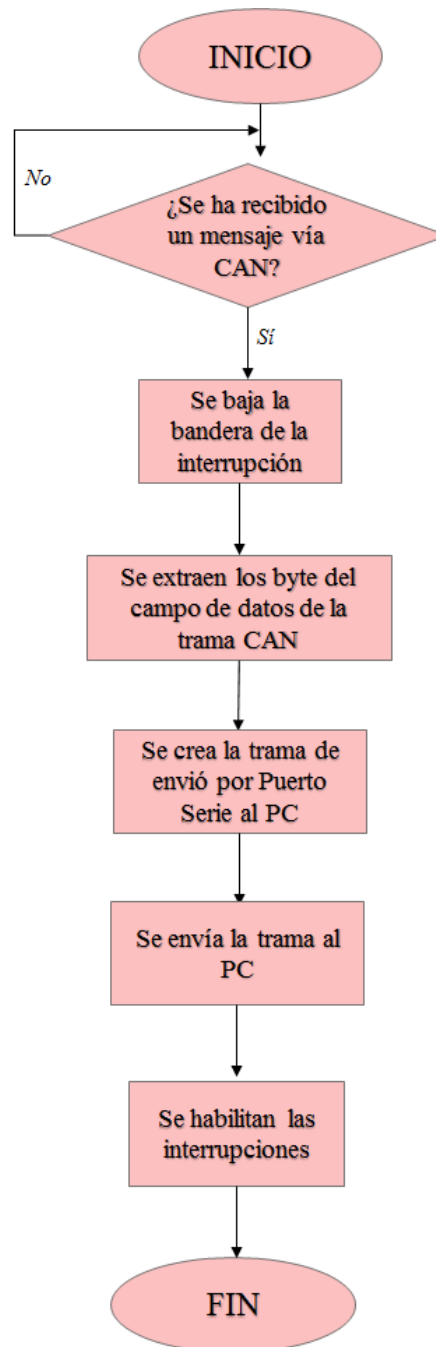 INICIO
No
¿Se ha recibido
un mensaje vía
CAN?
Sí
Se baja la
bandera de la
interrupción
Se extraen los byte del
campo de datos de la
trama CAN
Se crea la trama de
envió por Puerto
Serie al PC
Se envía la trama al
PC
Se habilitan las
interrupciones
FIN